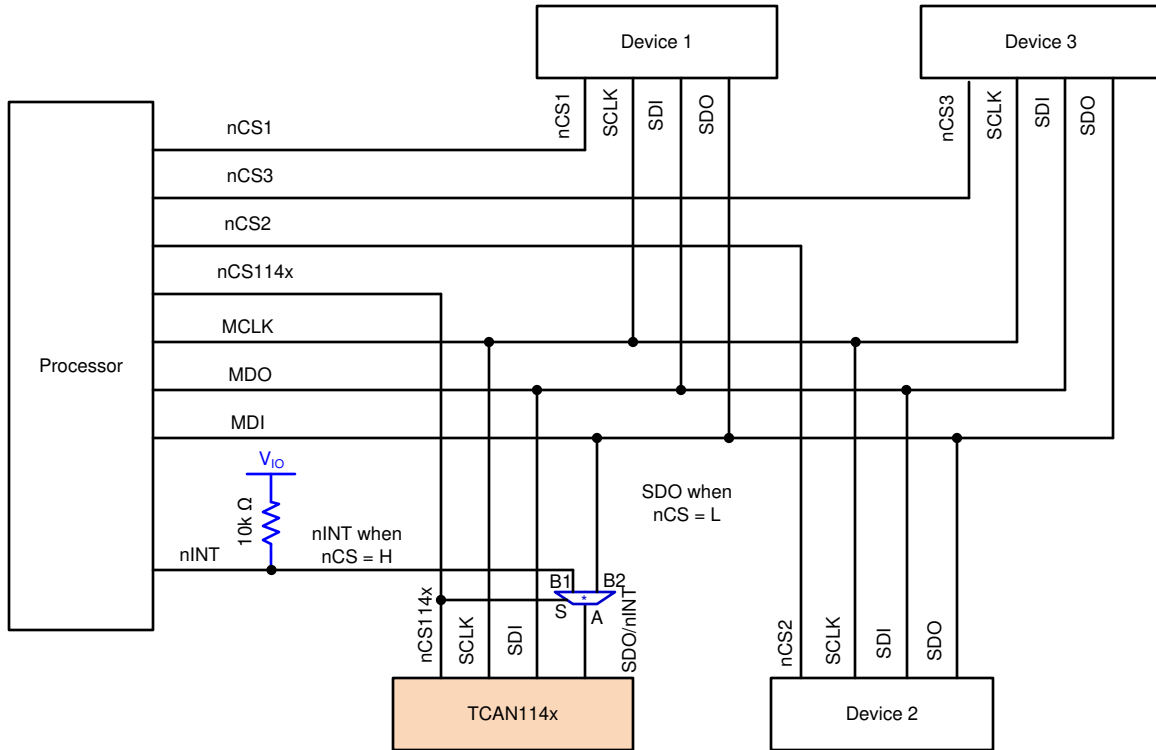 Device 1
Device 3
nCS1
SCLK
SDI
SDO
nCS3
SCLK
SDI
SDO
nCS1
nCS3
nCS2
nCS114x
MCLK
Processor
MDO
MDI
VIO
10k Ω
SDO when
nCS = L
nINT when
nCS = H
nINT
B1
B2
*
S
A
nCS114x
SCLK
SDI
SDO/nINT
nCS2
SCLK
SDI
SDO
TCAN114x
Device 2